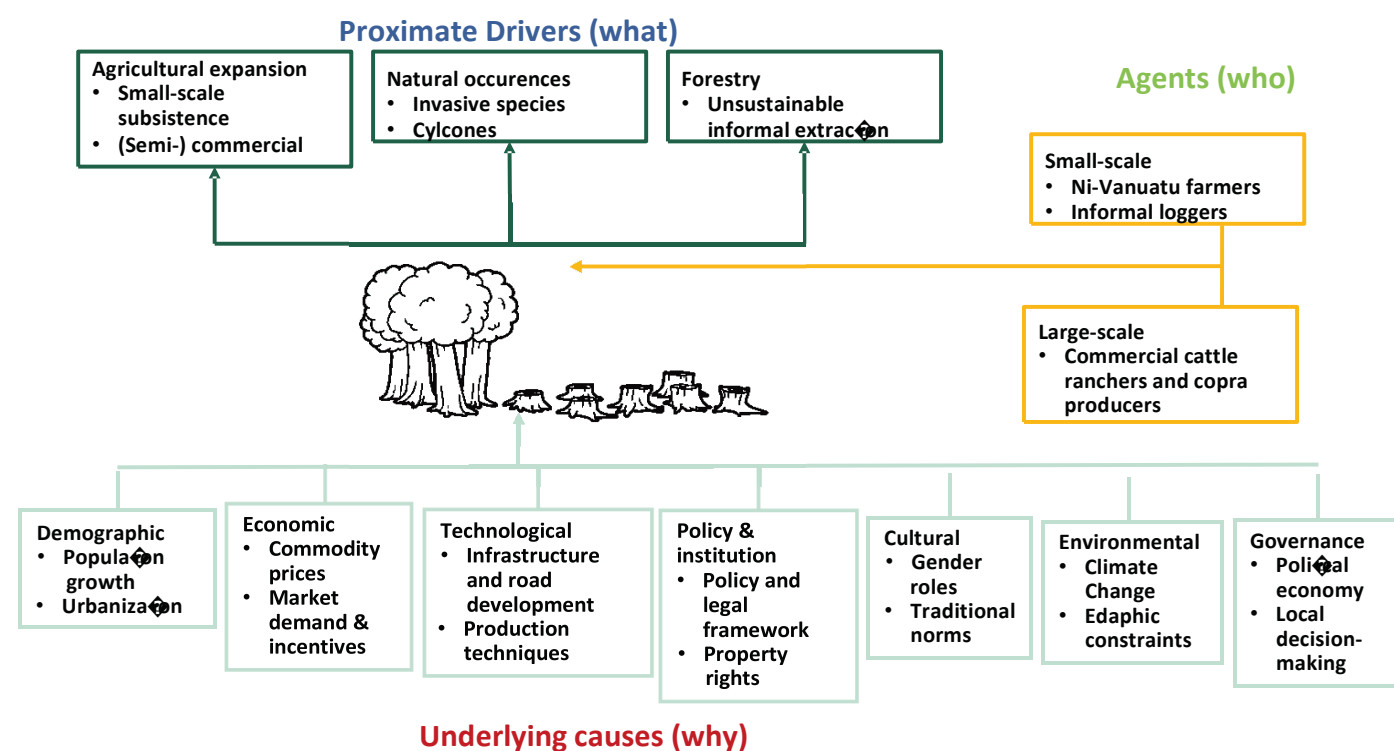 Proximate Drivers (what)
Agricultural expansion
• Small-scale
subsistence
• (Semi-) commercial
Natural occurences
• Invasive species
• Cylcones
Forestry
• Unsustainable
informal extrac�on
Agents (who)
Small-scale
• Ni-Vanuatu farmers
• Informal loggers
Large-scale
• Commercial cattle
ranchers and copra
producers
Demographic
• Popula�on
growth
• Urbaniza�on
Economic
• Commodity
prices
• Market
demand &
incentives
Technological
• Infrastructure
and road
development
• Production
techniques
Policy &
institution
• Policy and
legal
framework
• Property
rights
Cultural
• Gender
roles
• Traditional
norms
Environmental
• Climate
Change
• Edaphic
constraints
Governance
• Poli�cal
economy
• Local
decision-
making
Underlying causes (why)